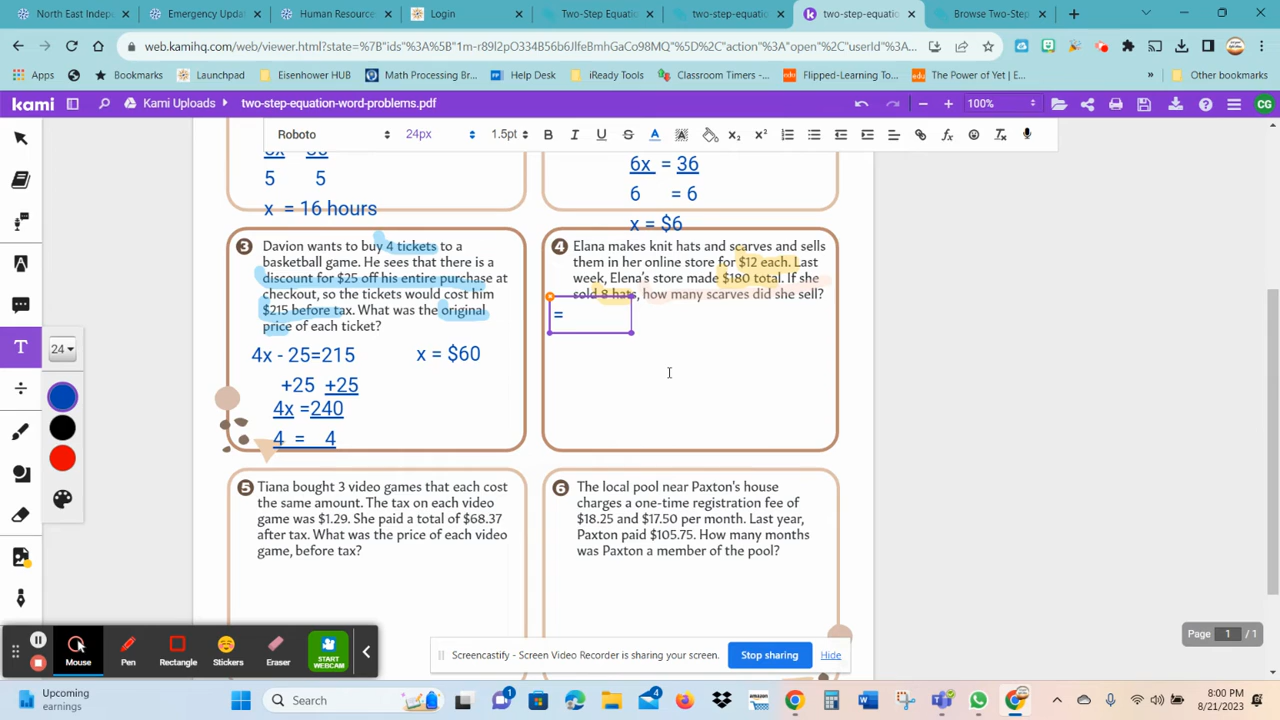 North East Indep
Emergency Updat
Human Resource
Login
Two-Step Equatio
two-step-equatio
two-step-equatio
Browse Two-Step
web.kamihq.com/web/viewer.html?state=%7B"ids"%3A%5B"1m-r89l2pO334B56b6JlfeBmhGaCo98MQ"%5D%2C"action"%3A"open"%2C"userId"%3A...
Apps
Bookmarks
Launchpad
Eisenhower HUB
Math Processing Br...
Help Desk
iReady Tools
Classroom Timers -...
Flipped-Learning To...
The Power of Yet | E...
Other bookmarks
kami
Kami Uploads
two-step-equation-word-problems.pdf
100%
CG
Roboto
24px
1.5pt
5 5
x = 16 hours
6x = 36
6 = 6
x = $6
3 Davion wants to buy 4 tickets to a
basketball game. He sees that there is a
discount for $25 off his entire purchase at
checkout, so the tickets would cost him
$215 before tax. What was the original
price of each ticket?
4x - 25=215
x = $60
+25 +25
4x =240
4 = 4
4 Elana makes knit hats and scarves and sells
them in her online store for $12 each. Last
week, Elena's store made $180 total. If she
sold 8 hats, how many scarves did she sell?
=
5 Tiana bought 3 video games that each cost
the same amount. The tax on each video
game was $1.29. She paid a total of $68.37
after tax. What was the price of each video
game, before tax?
6 The local pool near Paxton's house
charges a one-time registration fee of
$18.25 and $17.50 per month. Last year,
Paxton paid $105.75. How many months
was Paxton a member of the pool?
24
Mouse
Pen
Rectangle
Stickers
Eraser
START
WEBCAM
Screencastify - Screen Video Recorder is sharing your screen.
Stop sharing
Hide
Page 1 / 1
Upcoming
earnings
Search
1
4
8:00 PM
8/21/2023